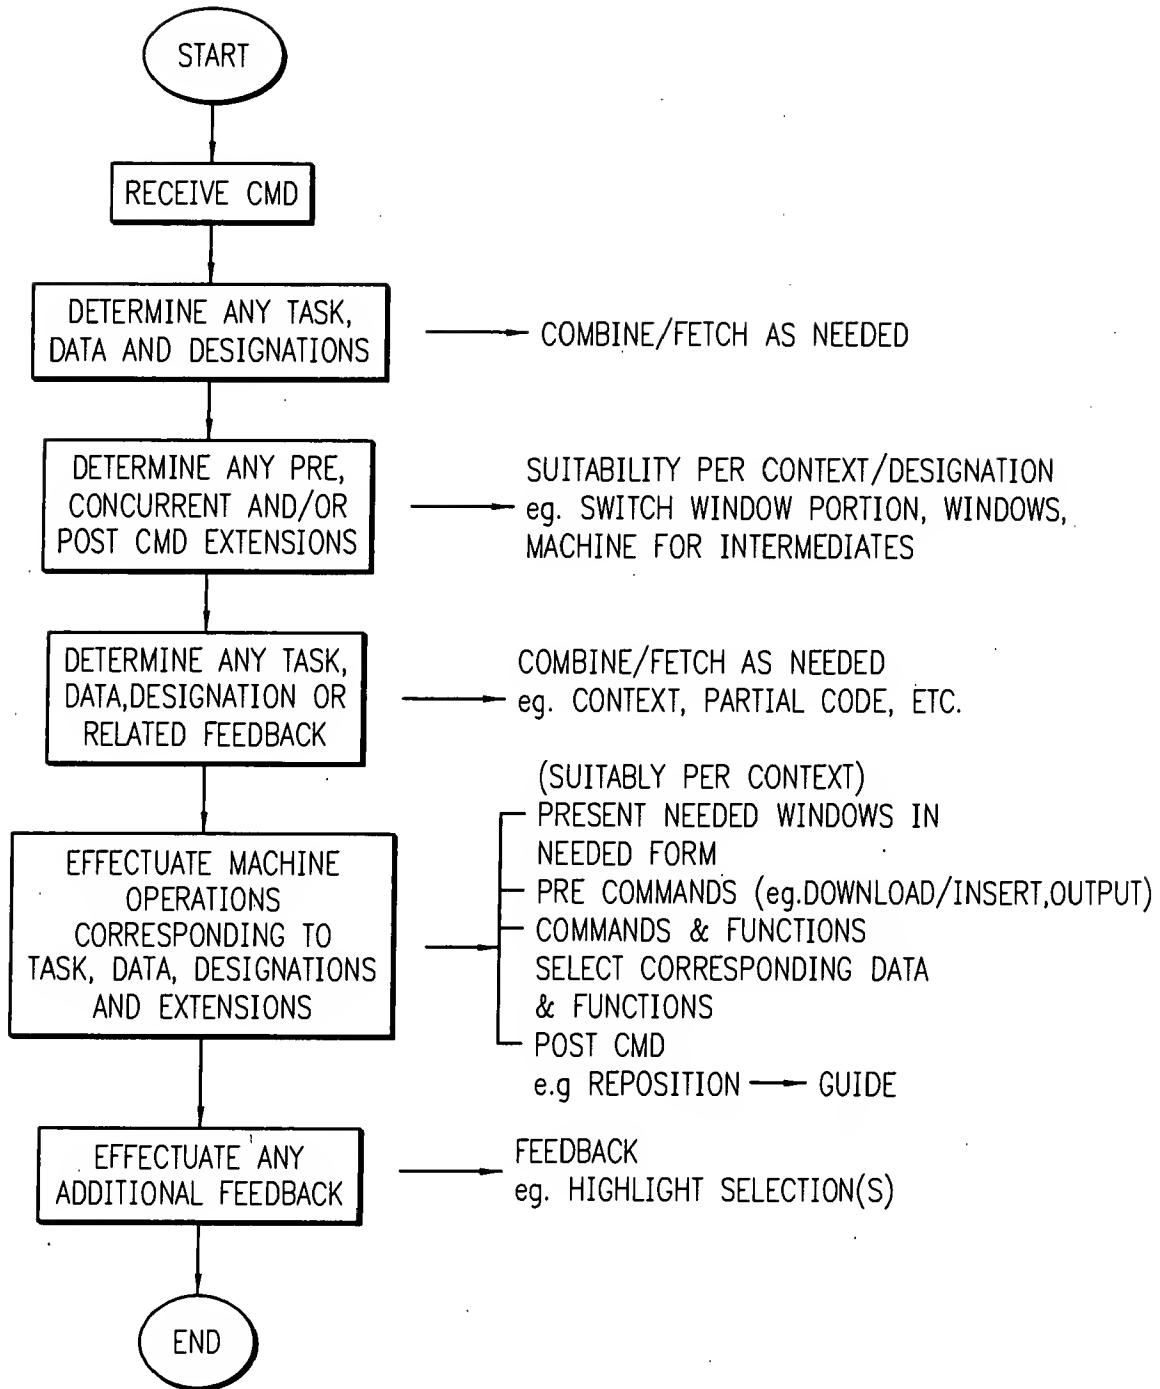 START
RECEIVE CMD
DETERMINE ANY TASK,
DATA AND DESIGNATIONS
COMBINE/FETCH AS NEEDED
DETERMINE ANY PRE,
CONCURRENT AND/OR
POST CMD EXTENSIONS
SUITABILITY PER CONTEXT/DESIGNATION
eg. SWITCH WINDOW PORTION, WINDOWS,
MACHINE FOR INTERMEDIATES
DETERMINE ANY TASK,
DATA,DESIGNATION OR
RELATED FEEDBACK
COMBINE/FETCH AS NEEDED
eg. CONTEXT, PARTIAL CODE, ETC.
EFFECTUATE MACHINE
OPERATIONS
CORRESPONDING TO
TASK, DATA, DESIGNATIONS
AND EXTENSIONS
(SUITABLY PER CONTEXT)
PRESENT NEEDED WINDOWS IN
NEEDED FORM
PRE COMMANDS (eg.DOWNLOAD/INSERT,OUTPUT)
COMMANDS & FUNCTIONS
SELECT CORRESPONDING DATA
& FUNCTIONS
POST CMD
e.g REPOSITION → GUIDE
EFFECTUATE ANY
ADDITIONAL FEEDBACK
FEEDBACK
eg. HIGHLIGHT SELECTION(S)
END